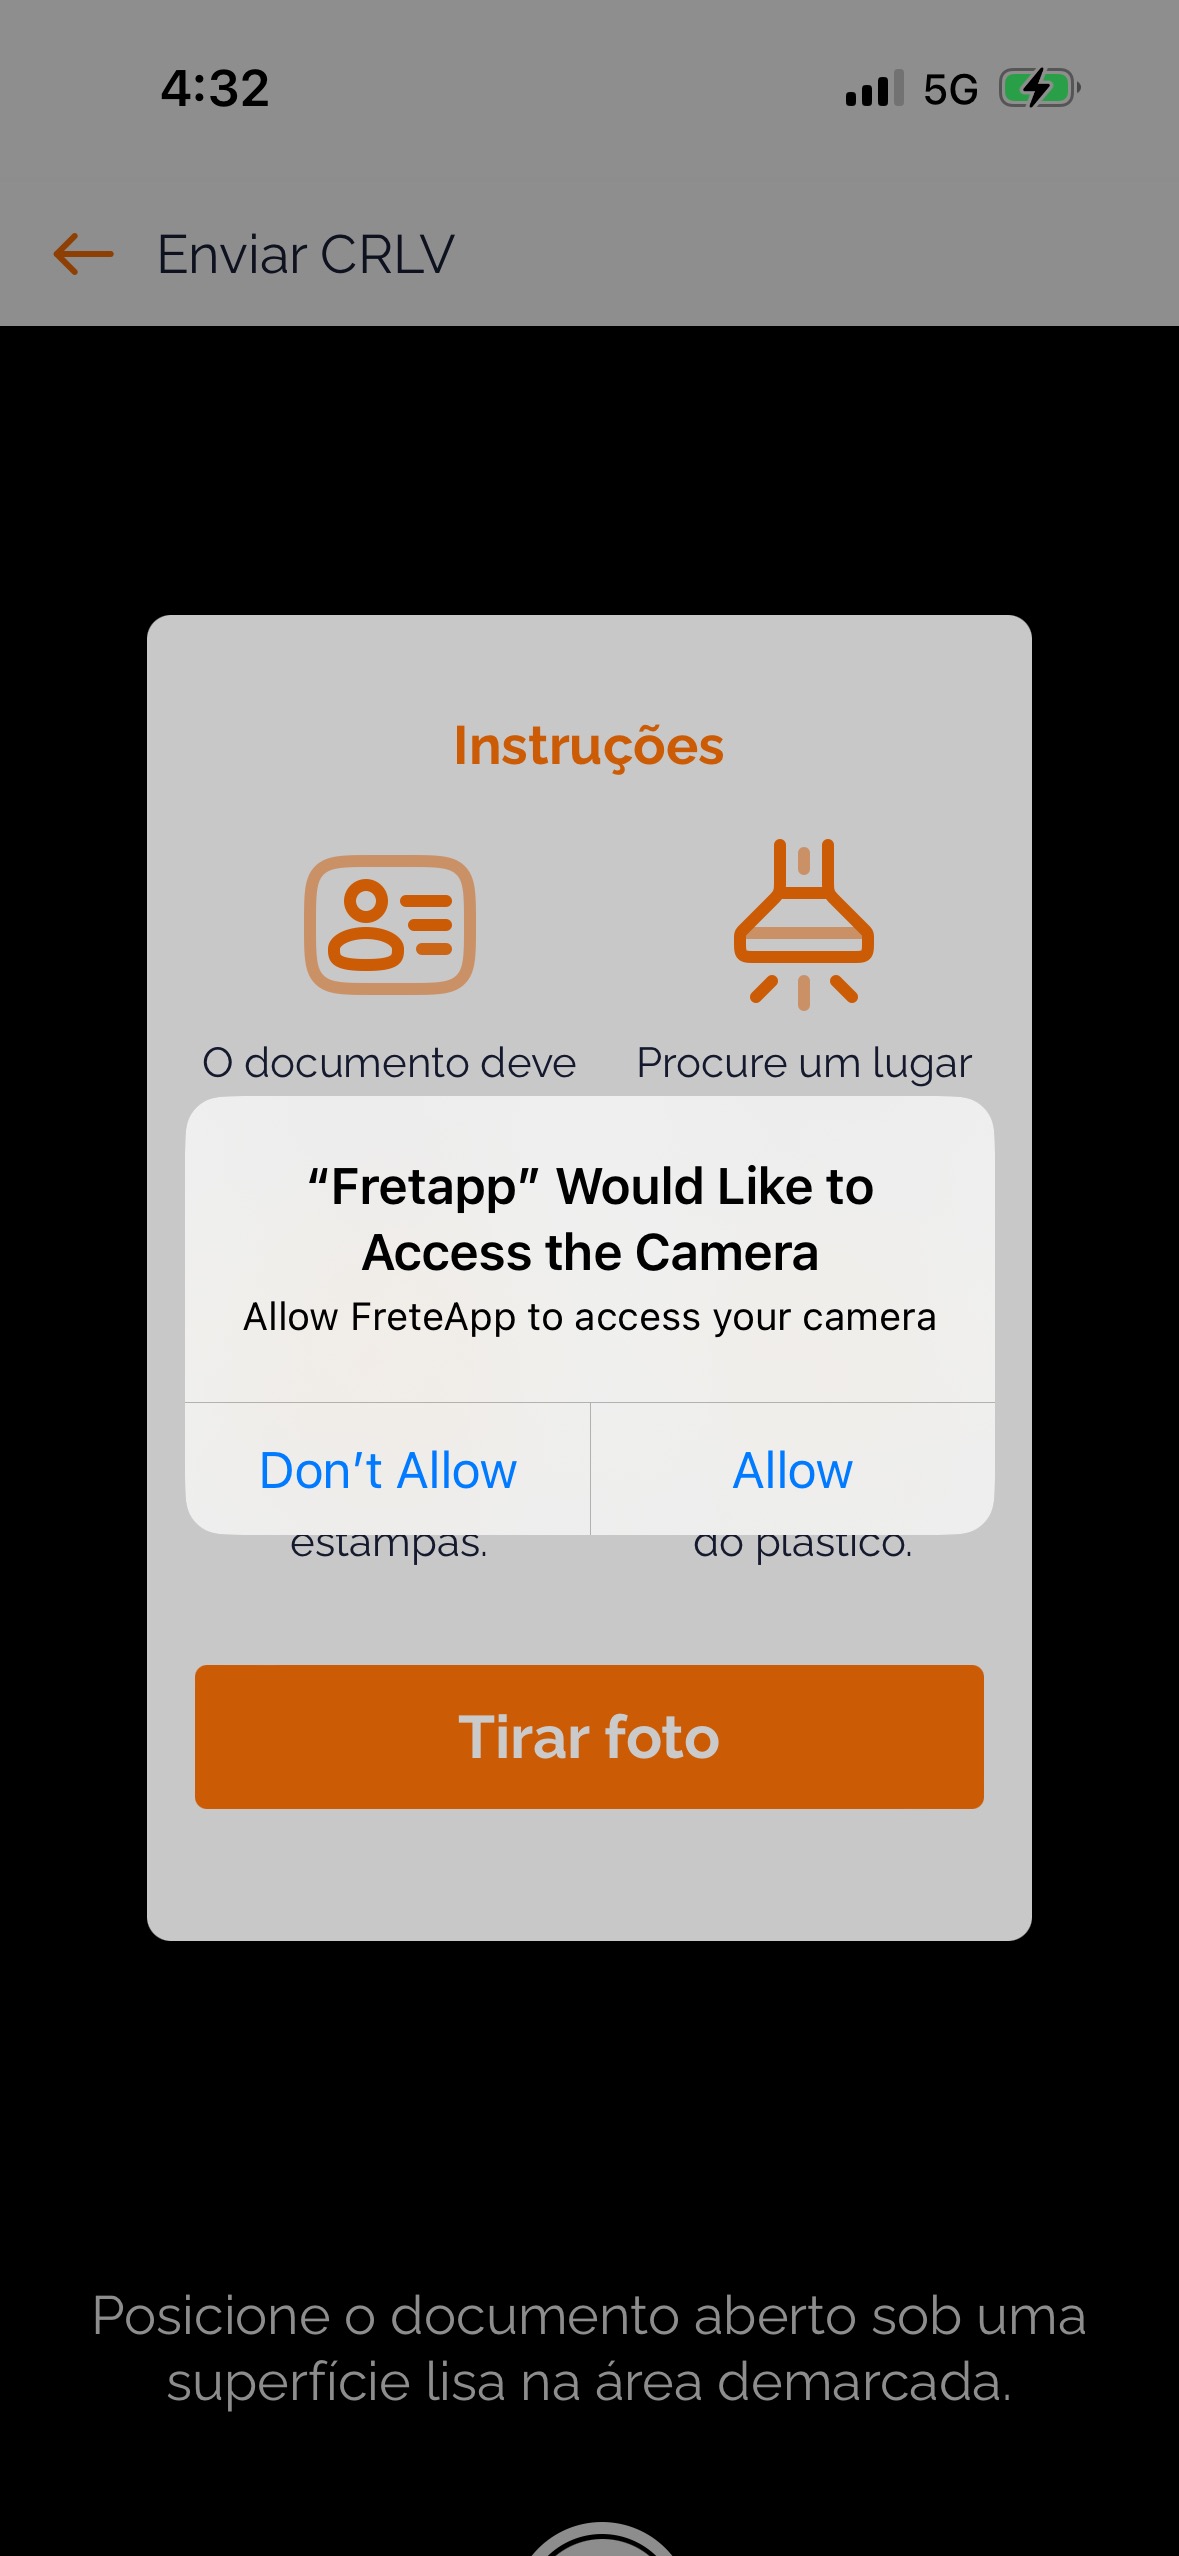 4:32
5G
Enviar CRLV
Instruções
O documento deve
Procure um lugar
“Fretapp” Would Like to
Access the Camera
Allow FreteApp to access your camera
Don’t Allow
Allow
estampas.
do plástico.
Tirar foto
Posicione o documento aberto sob uma
superfície lisa na área demarcada.